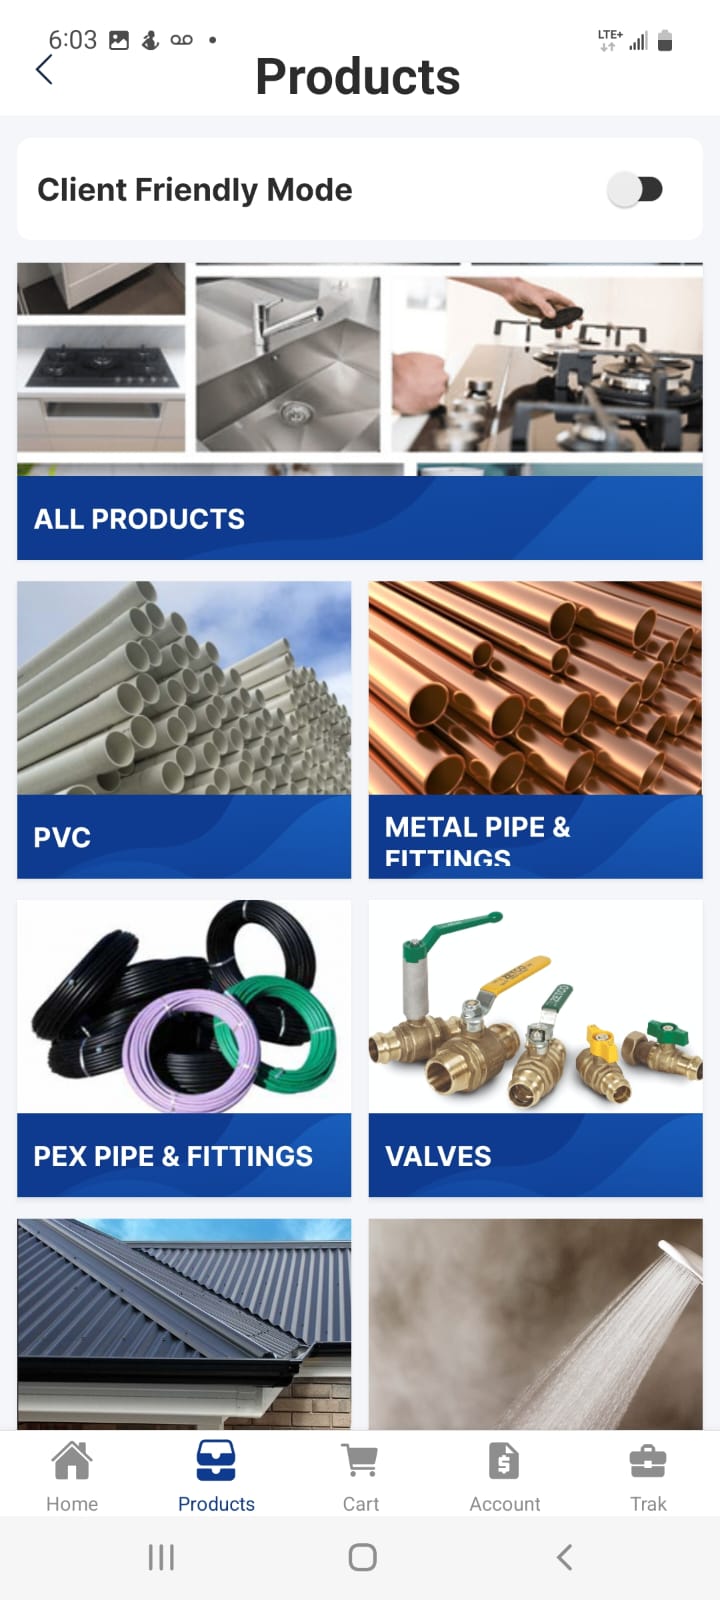 6:03
LTE+
Products
Client Friendly Mode
ALL PRODUCTS
PVC
METAL PIPE &
FITTINGS
PEX PIPE & FITTINGS
VALVES
Home
Products
Cart
Account
Trak